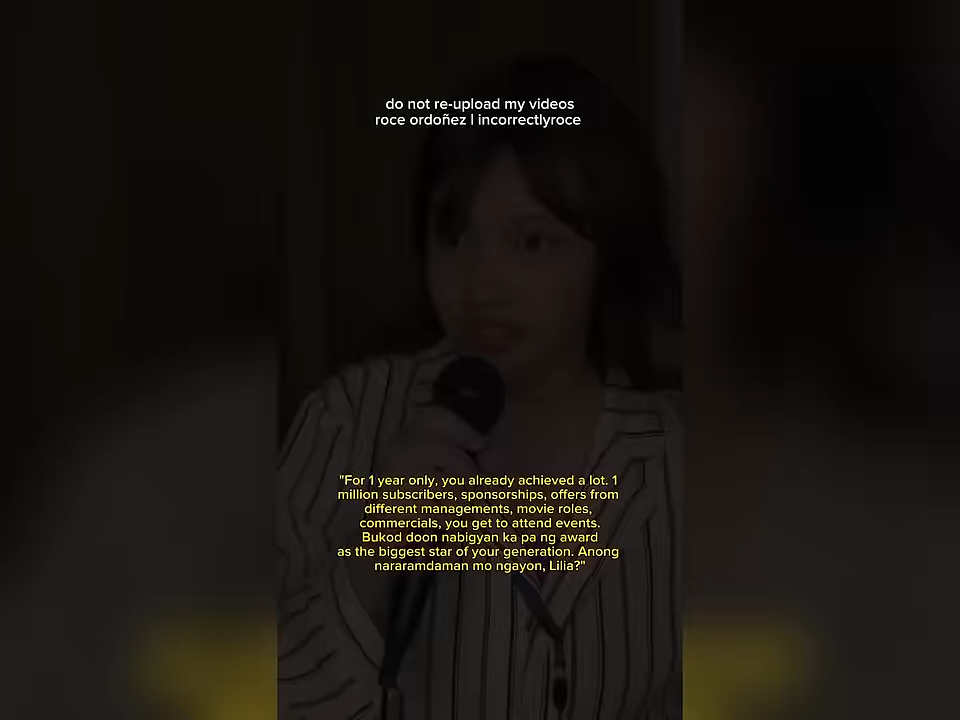 do not re-upload my videos
roce ordoñez | incorrectlyroce
"For 1 year only, you already achieved a lot. 1
million subscribers, sponsorships, offers from
different managements, movie roles,
commercials, you get to attend events.
Bukod doon nabigyan ka pa ng award
as the biggest star of your generation. Anong
nararamdaman mo ngayon, Lilia?"